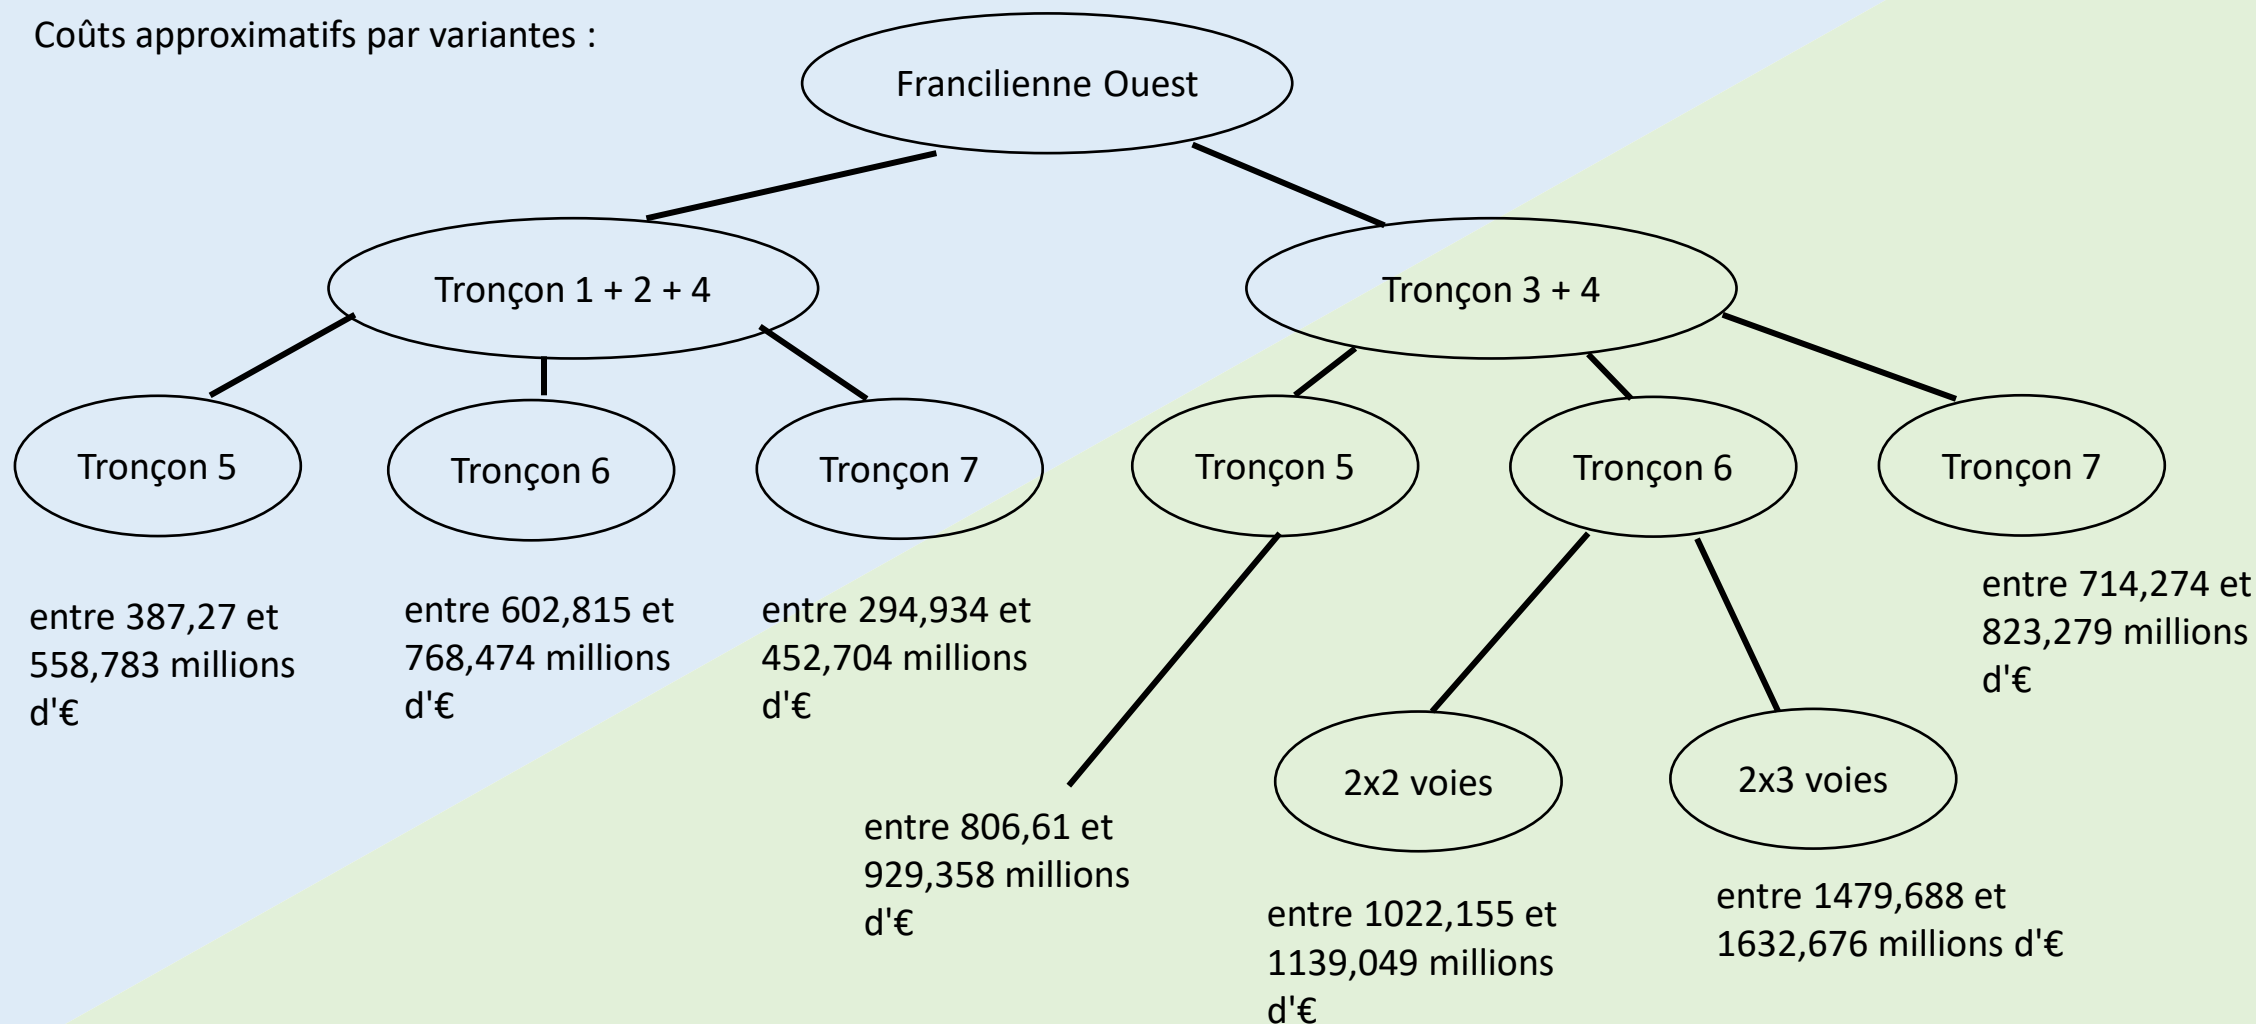 Coûts approximatifs par variantes :
Francilienne Ouest
Tronçon 1 + 2 + 4
Tronçon 3 + 4
Tronçon 5
Tronçon 6
Tronçon 7
Tronçon 5
Tronçon 6
Tronçon 7
entre 387,27 et
558,783 millions
d'€
entre 602,815 et
768,474 millions
d'€
entre 294,934 et
452,704 millions
d'€
entre 714,274 et
823,279 millions
d'€
2x2 voies
2x3 voies
entre 806,61 et
929,358 millions
d'€
entre 1022,155 et
1139,049 millions
d'€
entre 1479,688 et
1632,676 millions d'€